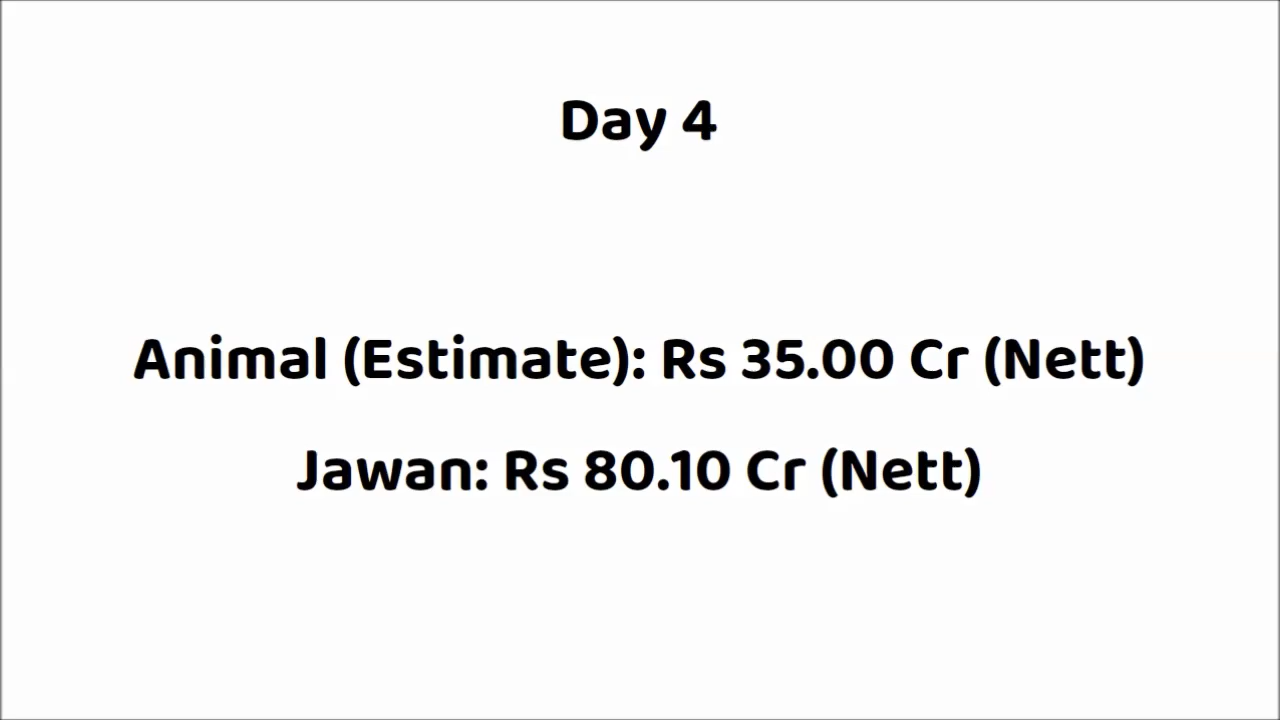 Day 4
Animal (Estimate): Rs 35.00 Cr (Nett)
Jawan: Rs 80.10 Cr (Nett)